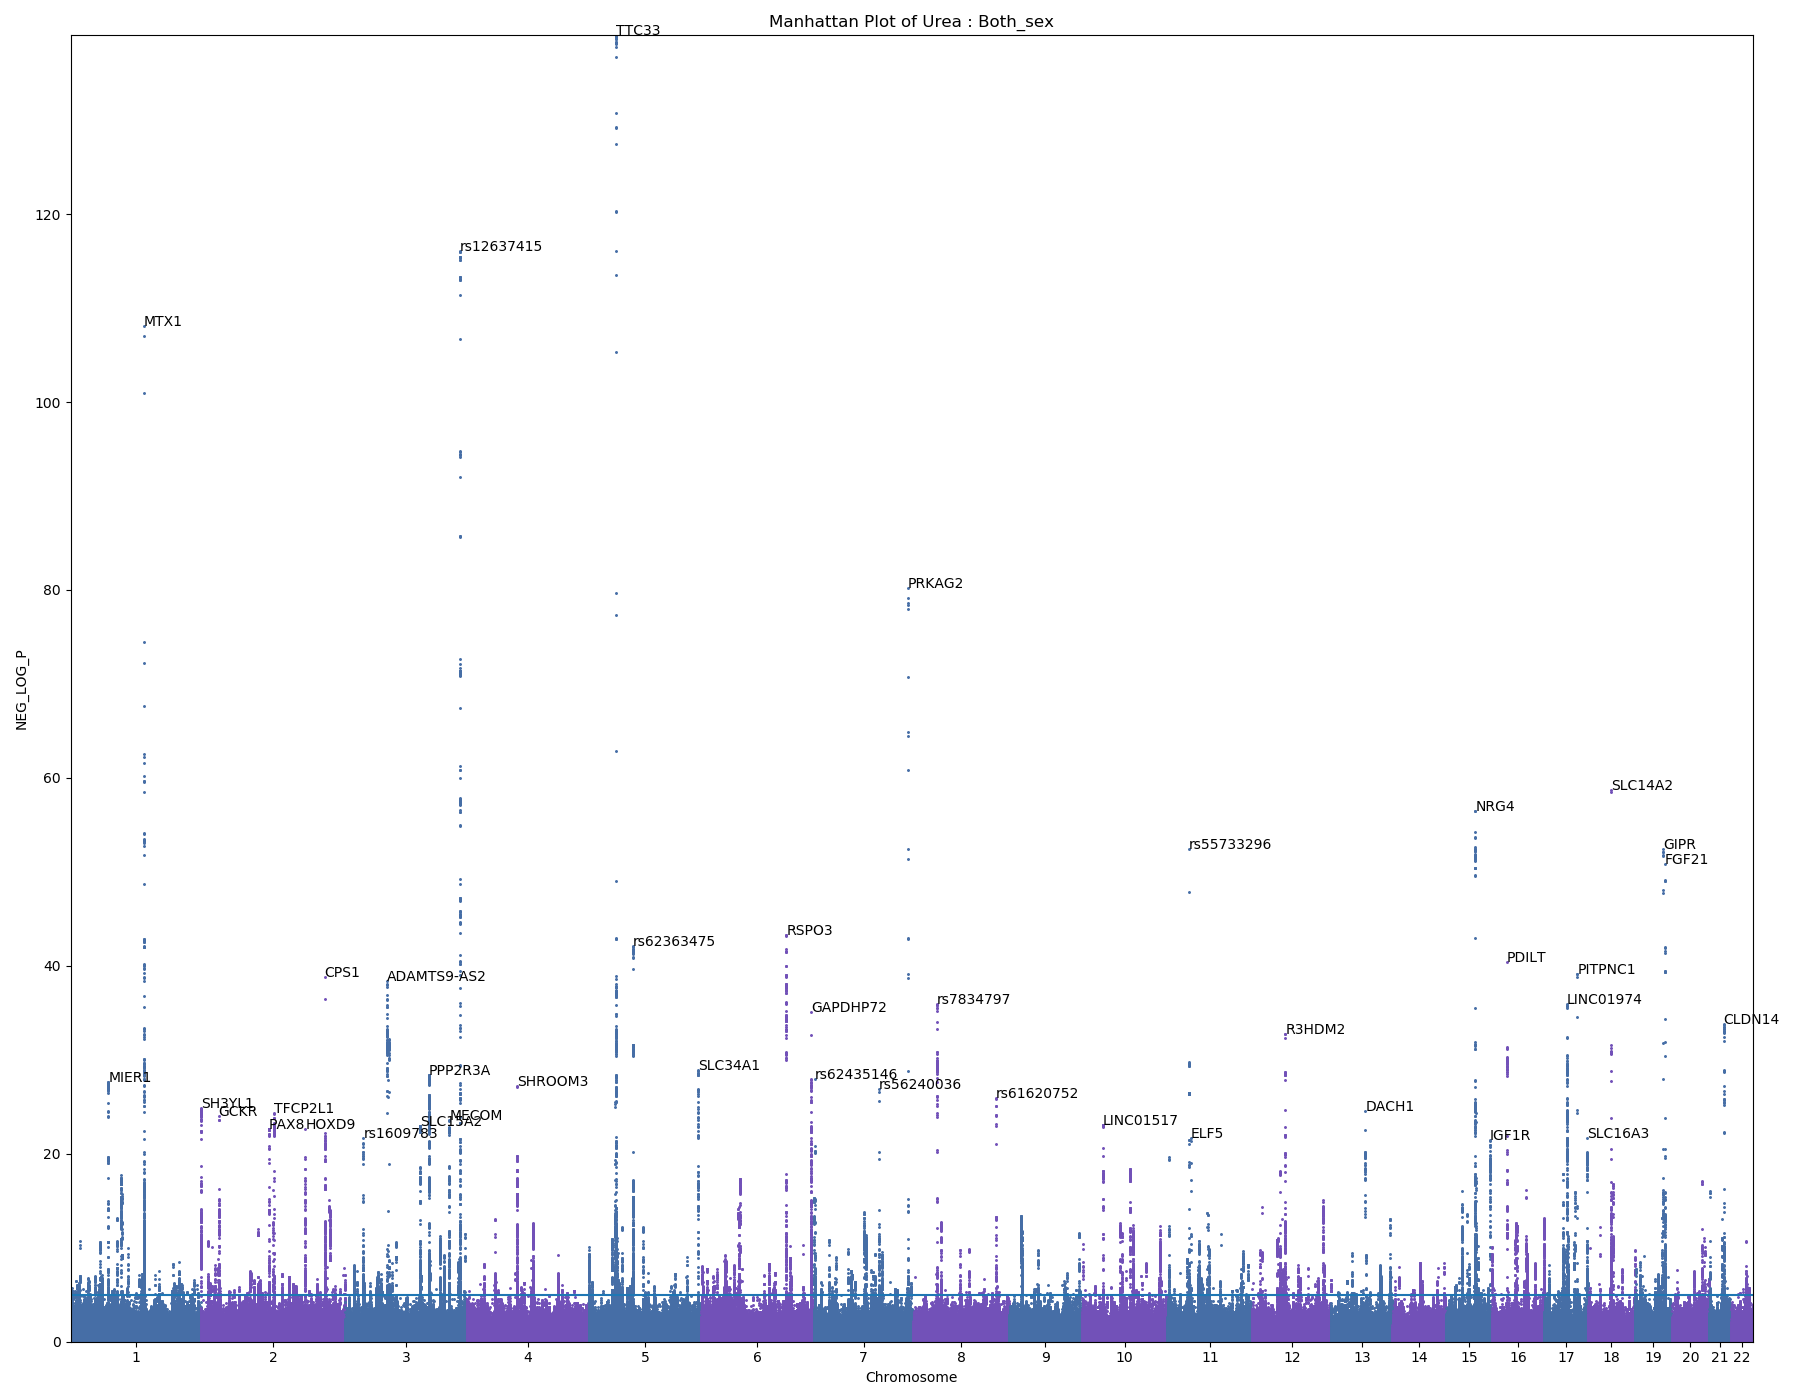 Manhattan Plot of Urea : Both_sex
TTC33
rs12637415
MTX1
PRKAG2
SLC14A2
NRG4
rs55733296
GIPR
FGF21
rs62363475
RSPO3
CPS1
ADAMTS9-AS2
PDILT
PITPNC1
GAPDHP72
rs7834797
LINC01974
CLDN14
R3HDM2
MIER1
PPP2R3A
SHROOM3
SLC34A1
rs62435146
rs56240036
rs61620752
SH3YL1
GCKR
TFCP2L1
PAX8
HOXD9
rs1609783
SLC15A2
MECOM
LINC01517
ELF5
DACH1
IGF1R
SLC16A3
NEG_LOG_P
120
100
80
60
40
20
0
1 2 3 4 5 6 7 8 9 10 11 12 13 14 15 16 17 18 19 20 21 22
Chromosome